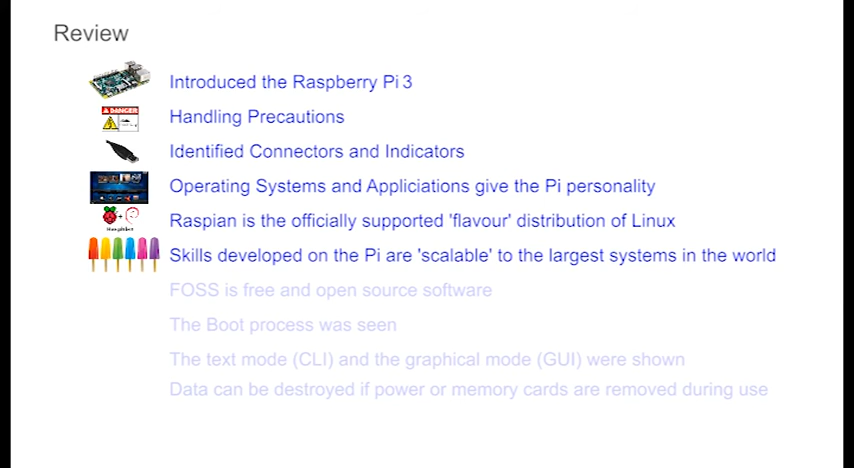 Review
Introduced the Raspberry Pi 3
DANGER
Handling Precautions
Identified Connectors and Indicators
Operating Systems and Appliciations give the Pi personality
Raspian is the officially supported 'flavour' distribution of Linux
Skills developed on the Pi are 'scalable' to the largest systems in the world
FOSS is free and open source software
The Boot process was seen
The text mode (CLI) and the graphical mode (GUI) were shown
Data can be destroyed if power or memory cards are removed during use